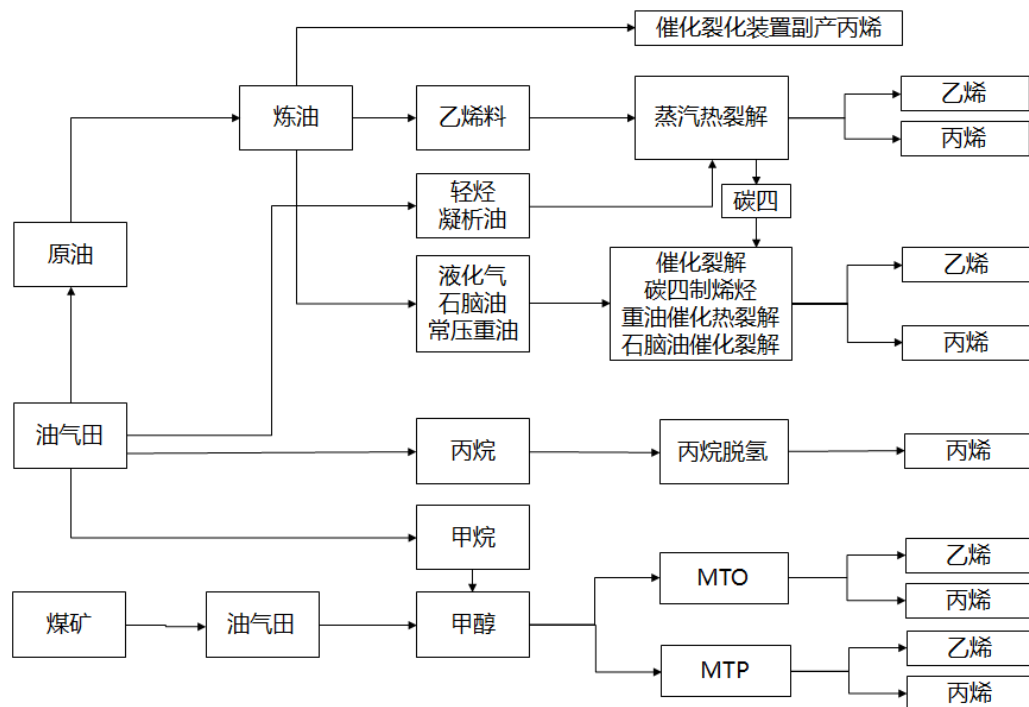 催化裂化装置副产丙烯
炼油
乙烯料
蒸汽热裂解
乙烯
丙烯
轻烃
凝析油
碳四
原油
液化气
石脑油
常压重油
催化裂解
碳四制烯烃
重油催化热裂解
石脑油催化裂解
乙烯
丙烯
油气田
丙烷
丙烷脱氢
丙烯
甲烷
MTO
乙烯
丙烯
煤矿
油气田
甲醇
MTP
乙烯
丙烯